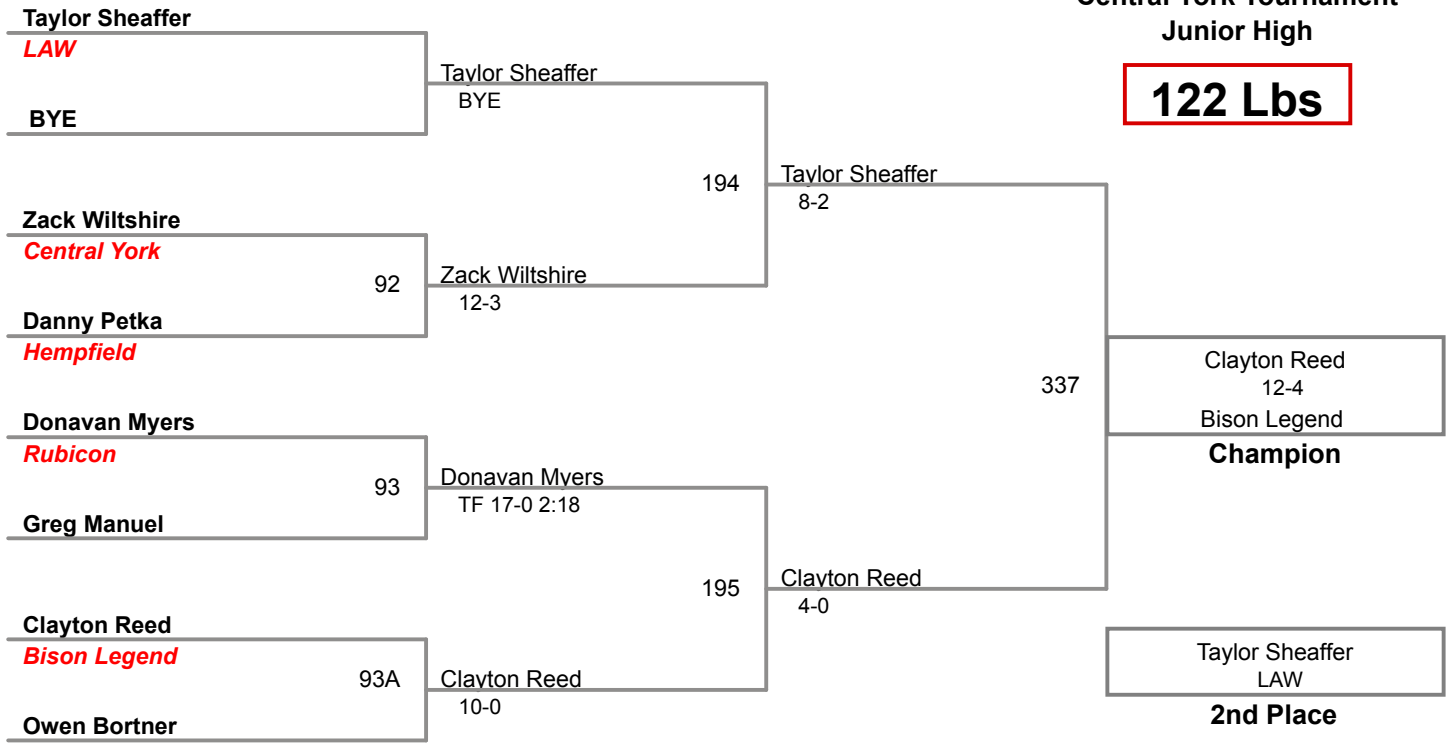 Central York Tournament
Junior High
122 Lbs
Taylor Sheaffer
LAW
BYE
Taylor Sheaffer
BYE
Zack Wiltshire
Central York
92
Danny Petka
Hempfield
Zack Wiltshire
12-3
194
Taylor Sheaffer
8-2
Donavan Myers
Rubicon
93
Greg Manuel
Donavan Myers
TF 17-0 2:18
Clayton Reed
Bison Legend
93A
Owen Bortner
Clayton Reed
10-0
195
Clayton Reed
4-0
337
Clayton Reed
12-4
Bison Legend
Champion
Taylor Sheaffer
LAW
2nd Place